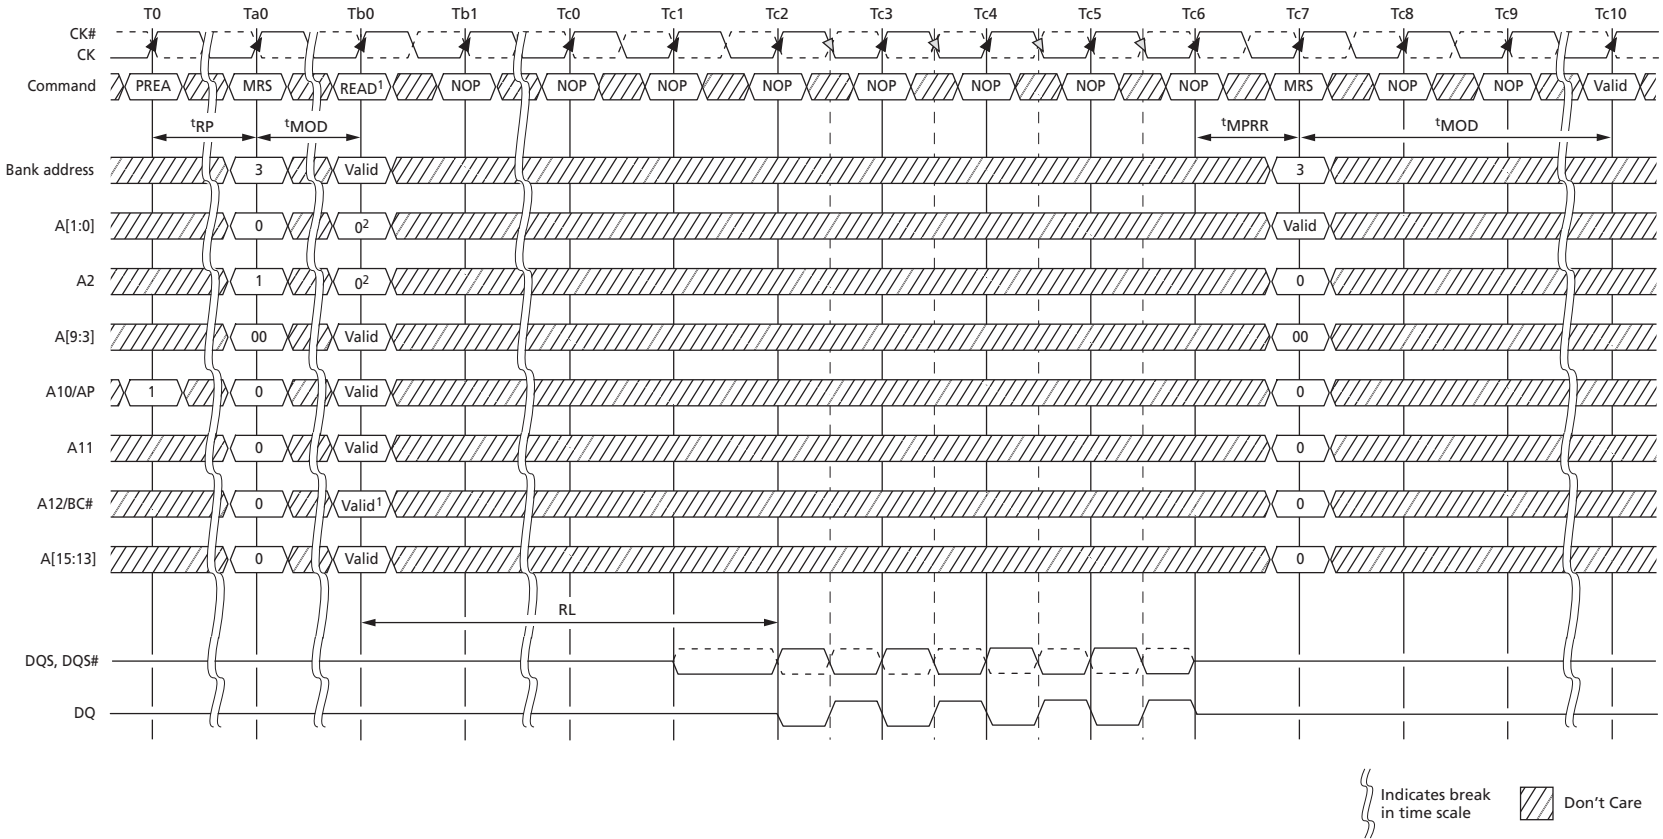 T0 Ta0 Tb0 Tb1 Tc0 Tc1 Tc2 Tc3 Tc4 Tc5 Tc6 Tc7 Tc8 Tc9 Tc10
CK#
CK
Command PREA MRS READ¹ NOP NOP NOP NOP NOP NOP NOP NOP MRS NOP NOP Valid
ᵗRP ᵗMOD ᵗMPRR ᵗMOD
Bank address 3 Valid 3
A[1:0] 0 0² Valid
A2 1 0² 0
A[9:3] 00 Valid 00
A10/AP 1 0 Valid 0
A11 0 Valid 0
A12/BC# 0 Valid¹ 0
A[15:13] 0 Valid 0
RL
DQS, DQS#
DQ
Indicates break
in time scale
Don't Care